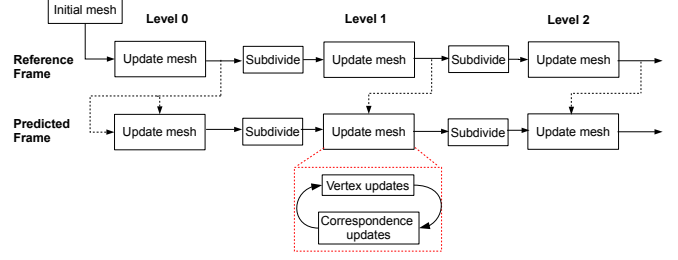 Initial mesh
Level 0
Level 1
Level 2
Reference
Frame
Update mesh
Subdivide
Update mesh
Subdivide
Update mesh
Predicted
Frame
Update mesh
Subdivide
Update mesh
Subdivide
Update mesh
Vertex updates
Correspondence
updates